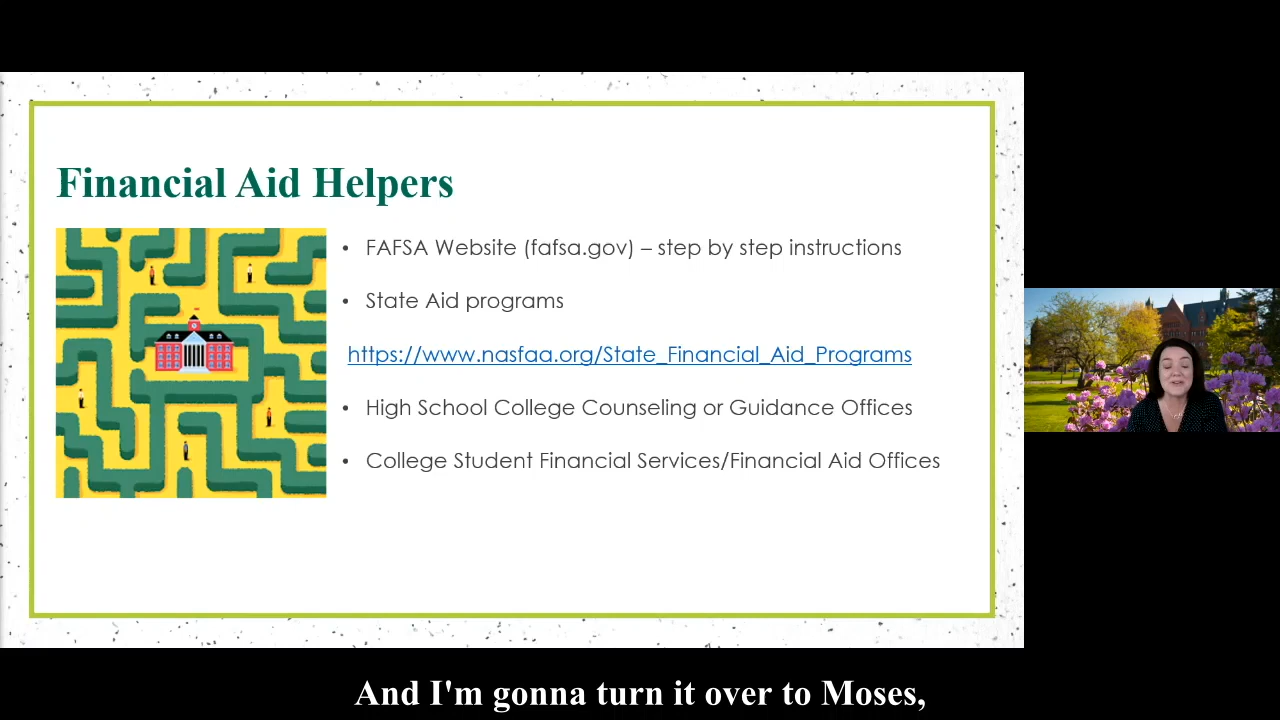 Financial Aid Helpers
• FAFSA Website (fafsa.gov) – step by step instructions
• State Aid programs
https://www.nasfaa.org/State_Financial_Aid_Programs
• High School College Counseling or Guidance Offices
• College Student Financial Services/Financial Aid Offices
And I'm gonna turn it over to Moses,